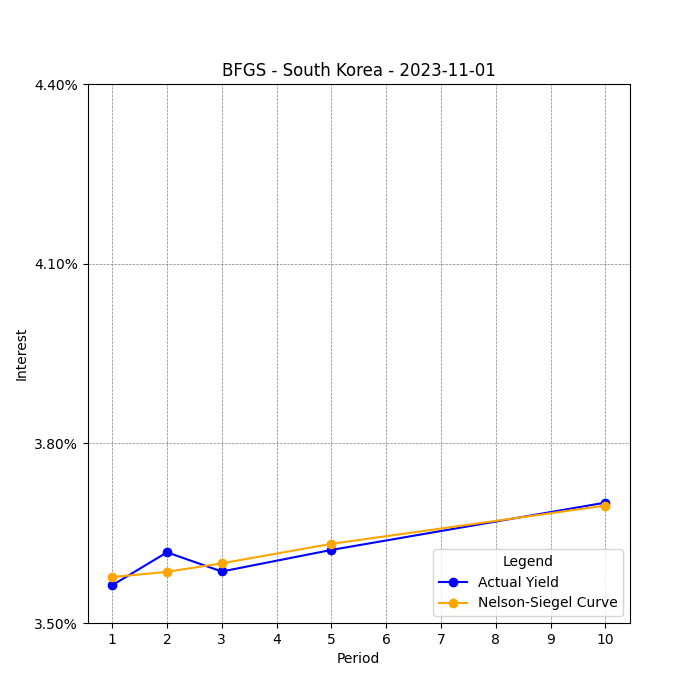 BFGS - South Korea - 2023-11-01
4.40%
4.10%
3.80%
3.50%
Interest
1 2 3 4 5 6 7 8 9 10
Period
Legend
Actual Yield
Nelson-Siegel Curve